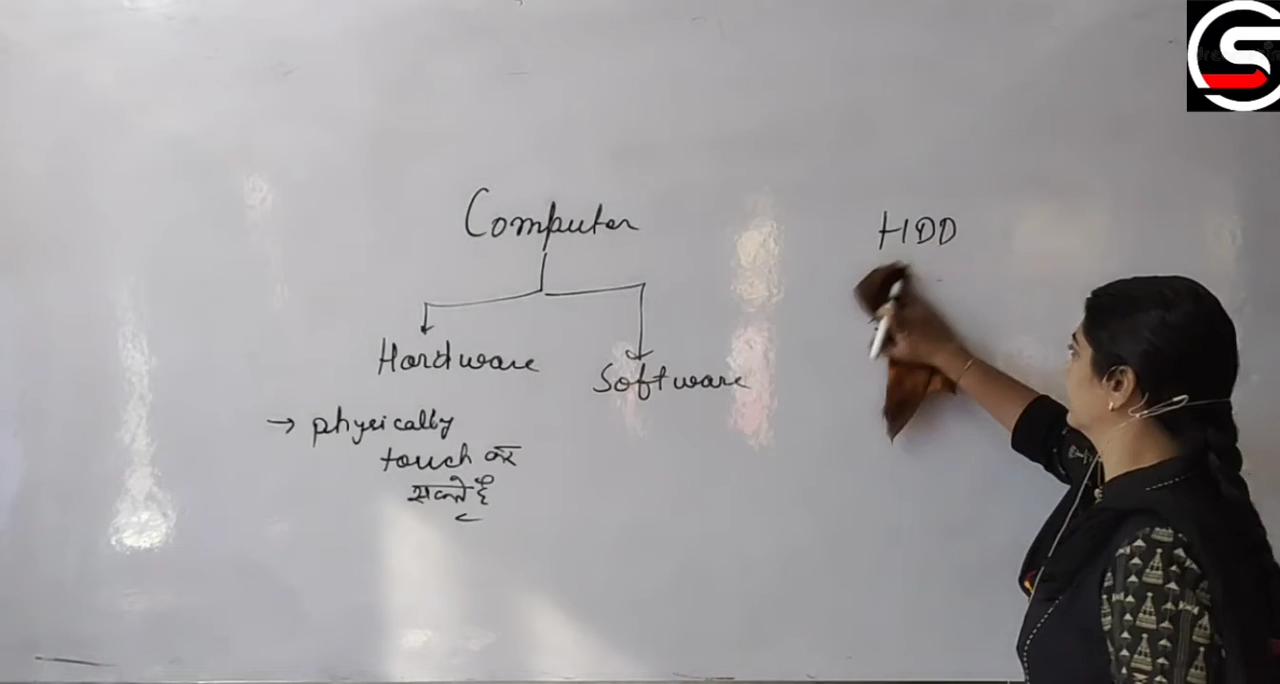 Computer
HDD
Hardware
Software
→ physically
touch कर
सकते हैं